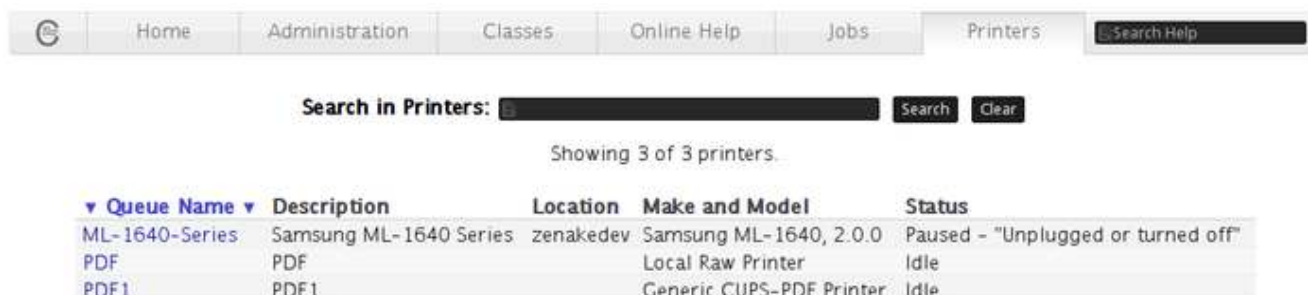 Home Administration Classes Online Help Jobs Printers Search Help
Search in Printers: Search Clear
Showing 3 of 3 printers.
▼ Queue Name ▼ Description Location Make and Model Status
ML-1640-Series Samsung ML-1640 Series zenakedev Samsung ML-1640, 2.0.0 Paused - "Unplugged or turned off"
PDF PDF Local Raw Printer Idle
PDF1 PDF1 Generic CUPS-PDF Printer Idle